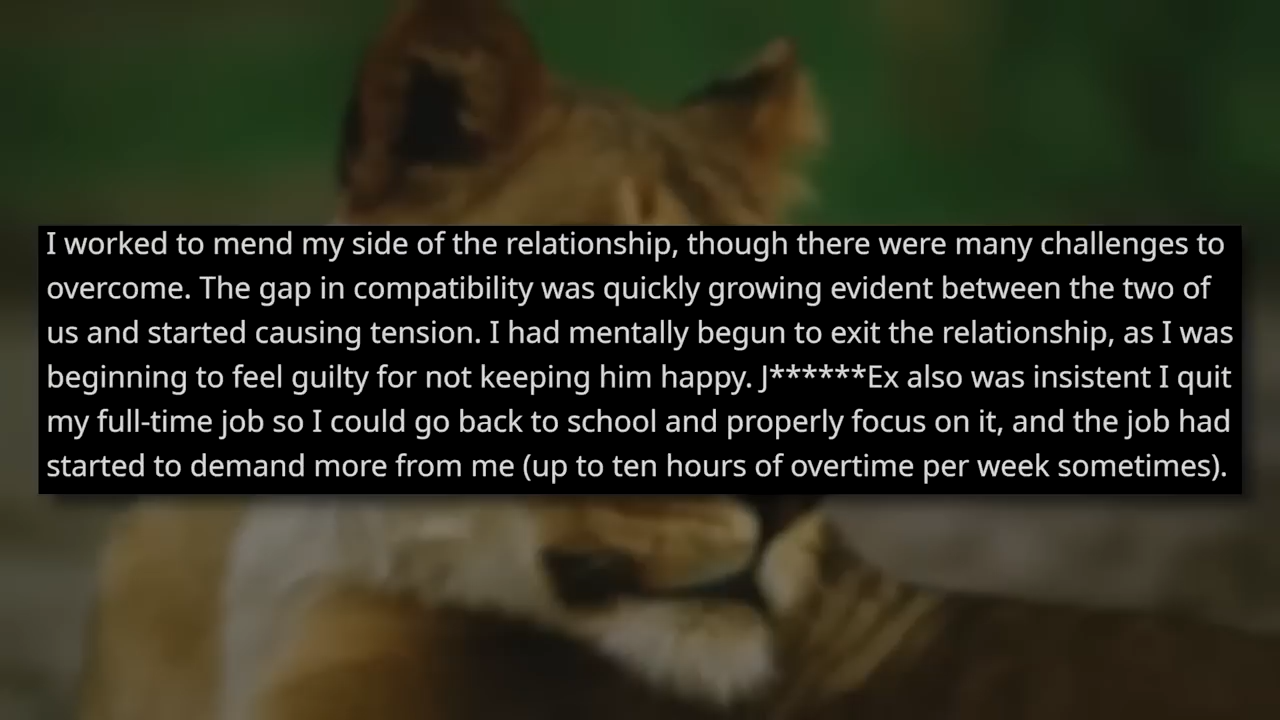 I worked to mend my side of the relationship, though there were many challenges to
overcome. The gap in compatibility was quickly growing evident between the two of
us and started causing tension. I had mentally begun to exit the relationship, as I was
beginning to feel guilty for not keeping him happy. J******Ex also was insistent I quit
my full-time job so I could go back to school and properly focus on it, and the job had
started to demand more from me (up to ten hours of overtime per week sometimes).